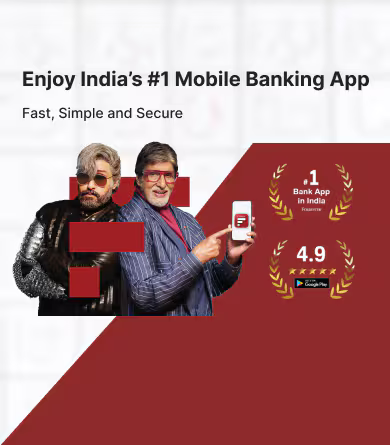 Enjoy India's #1 Mobile Banking App
Fast, Simple and Secure
#1
Bank App
in India
4.9
Google Play